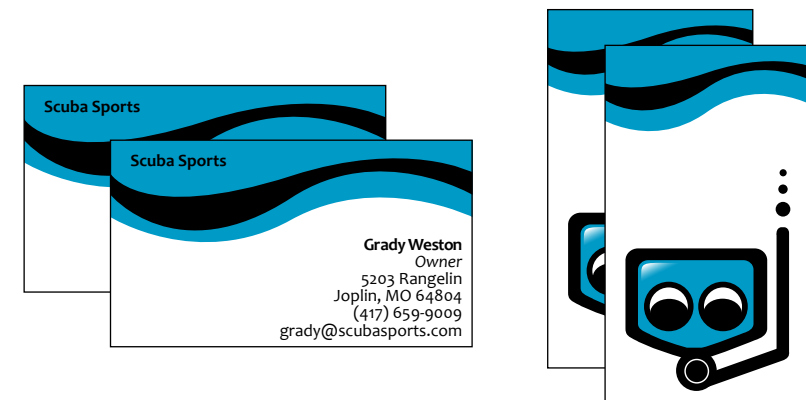 Scuba Sports
Scuba Sports
Grady Weston
Owner
5203 Rangelin
Joplin, MO 64804
(417) 659-9009
grady@scubasports.com